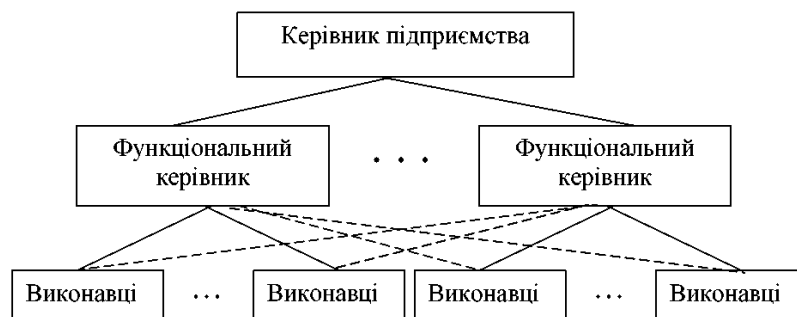 Керівник підприємства
Функціональний
керівник
. . .
Функціональний
керівник
Виконавці
...
Виконавці
Виконавці
...
Виконавці